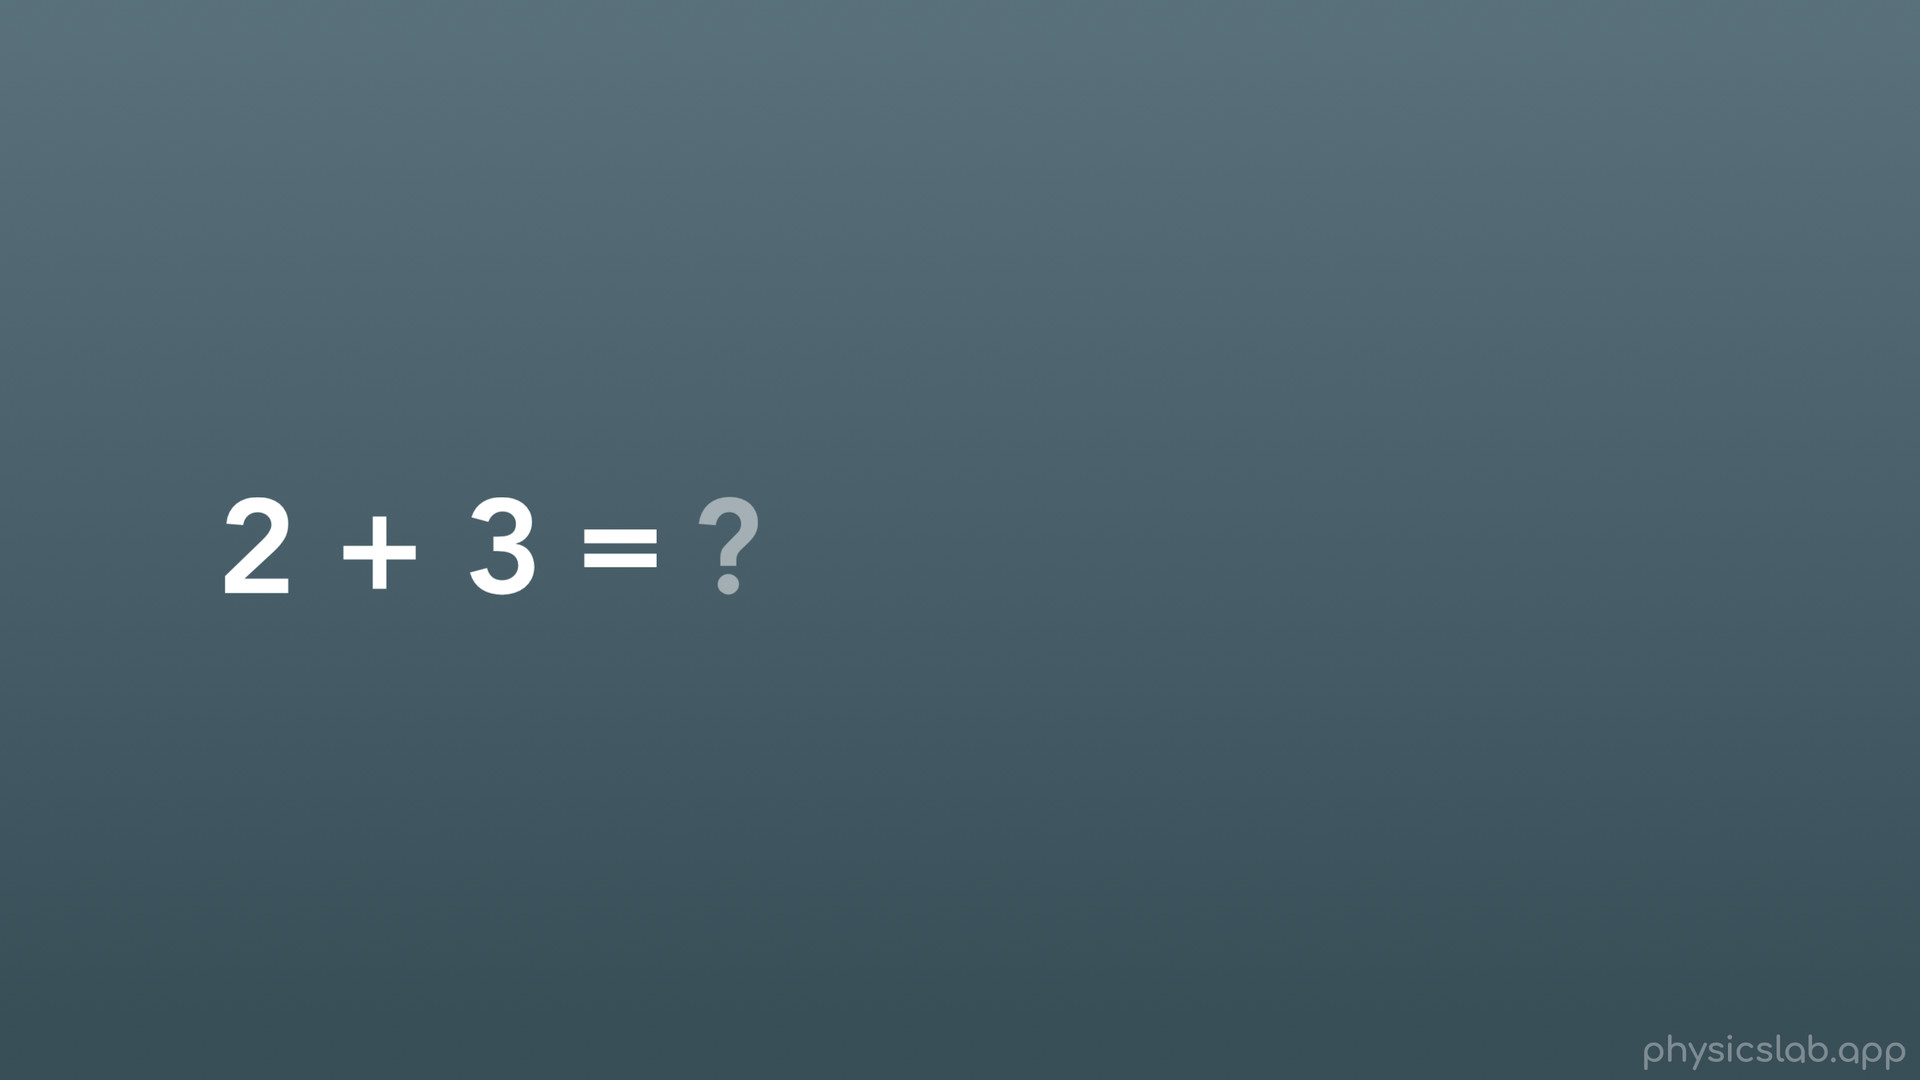 2 + 3 = ?
physicslab.app